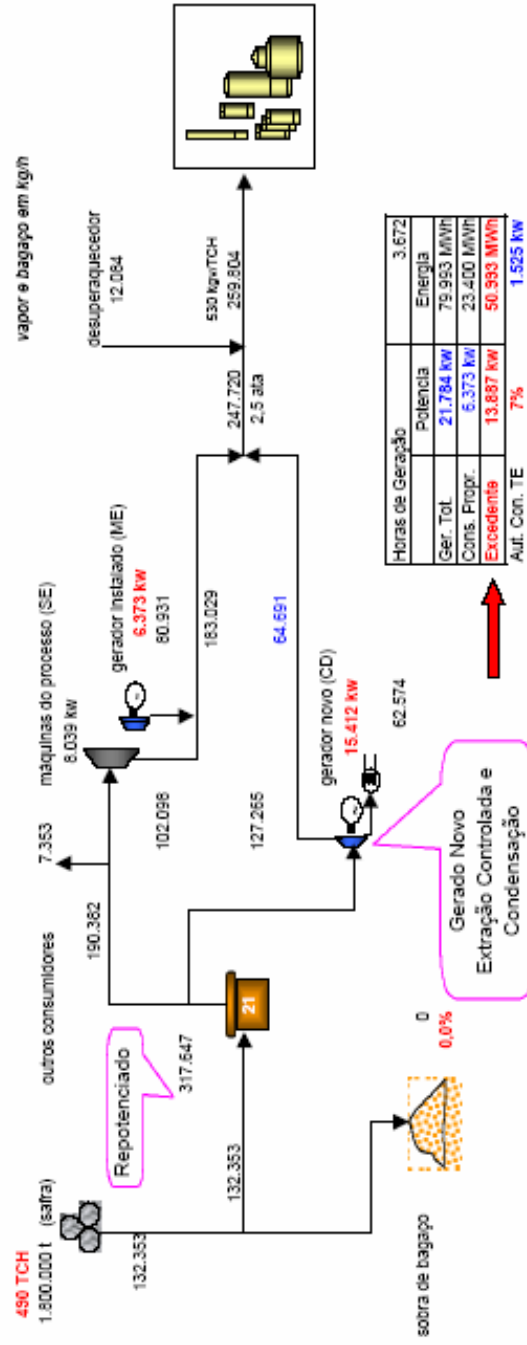 vapor e bagaço em kg/h
490 TCH
1.800.000 t (safra)
132.353
132.353
sobra de bagaço
0
0,0%
Repotenciado
317.647
21
outros consumidores
190.382
7.353
máquinas do processo (SE)
8.039 kw
102.098
gerador Instalado (ME)
6.373 kw
80.931
183.029
127.265
64.691
gerador novo (CD)
15.412 kw
62.574
Gerado Novo
Extração Controlada e
Condensação
desuperaquecedor
12.084
247.720
2,5 ata
530 kgv/TCH
259.804
Horas de Geração 3.672
Potencia Energia
Ger. Tot. 21.784 kw 79.993 MWh
Cons. Propr. 6.373 kw 23.400 MWh
Excedente 13.887 kw 50.993 MWh
Aut. Con. TE 7% 1.525 kw